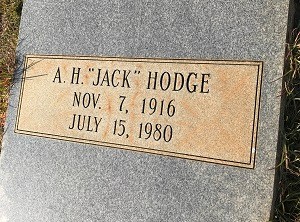 A. H. "JACK" HODGE
NOV. 7, 1916
JULY 15, 1980